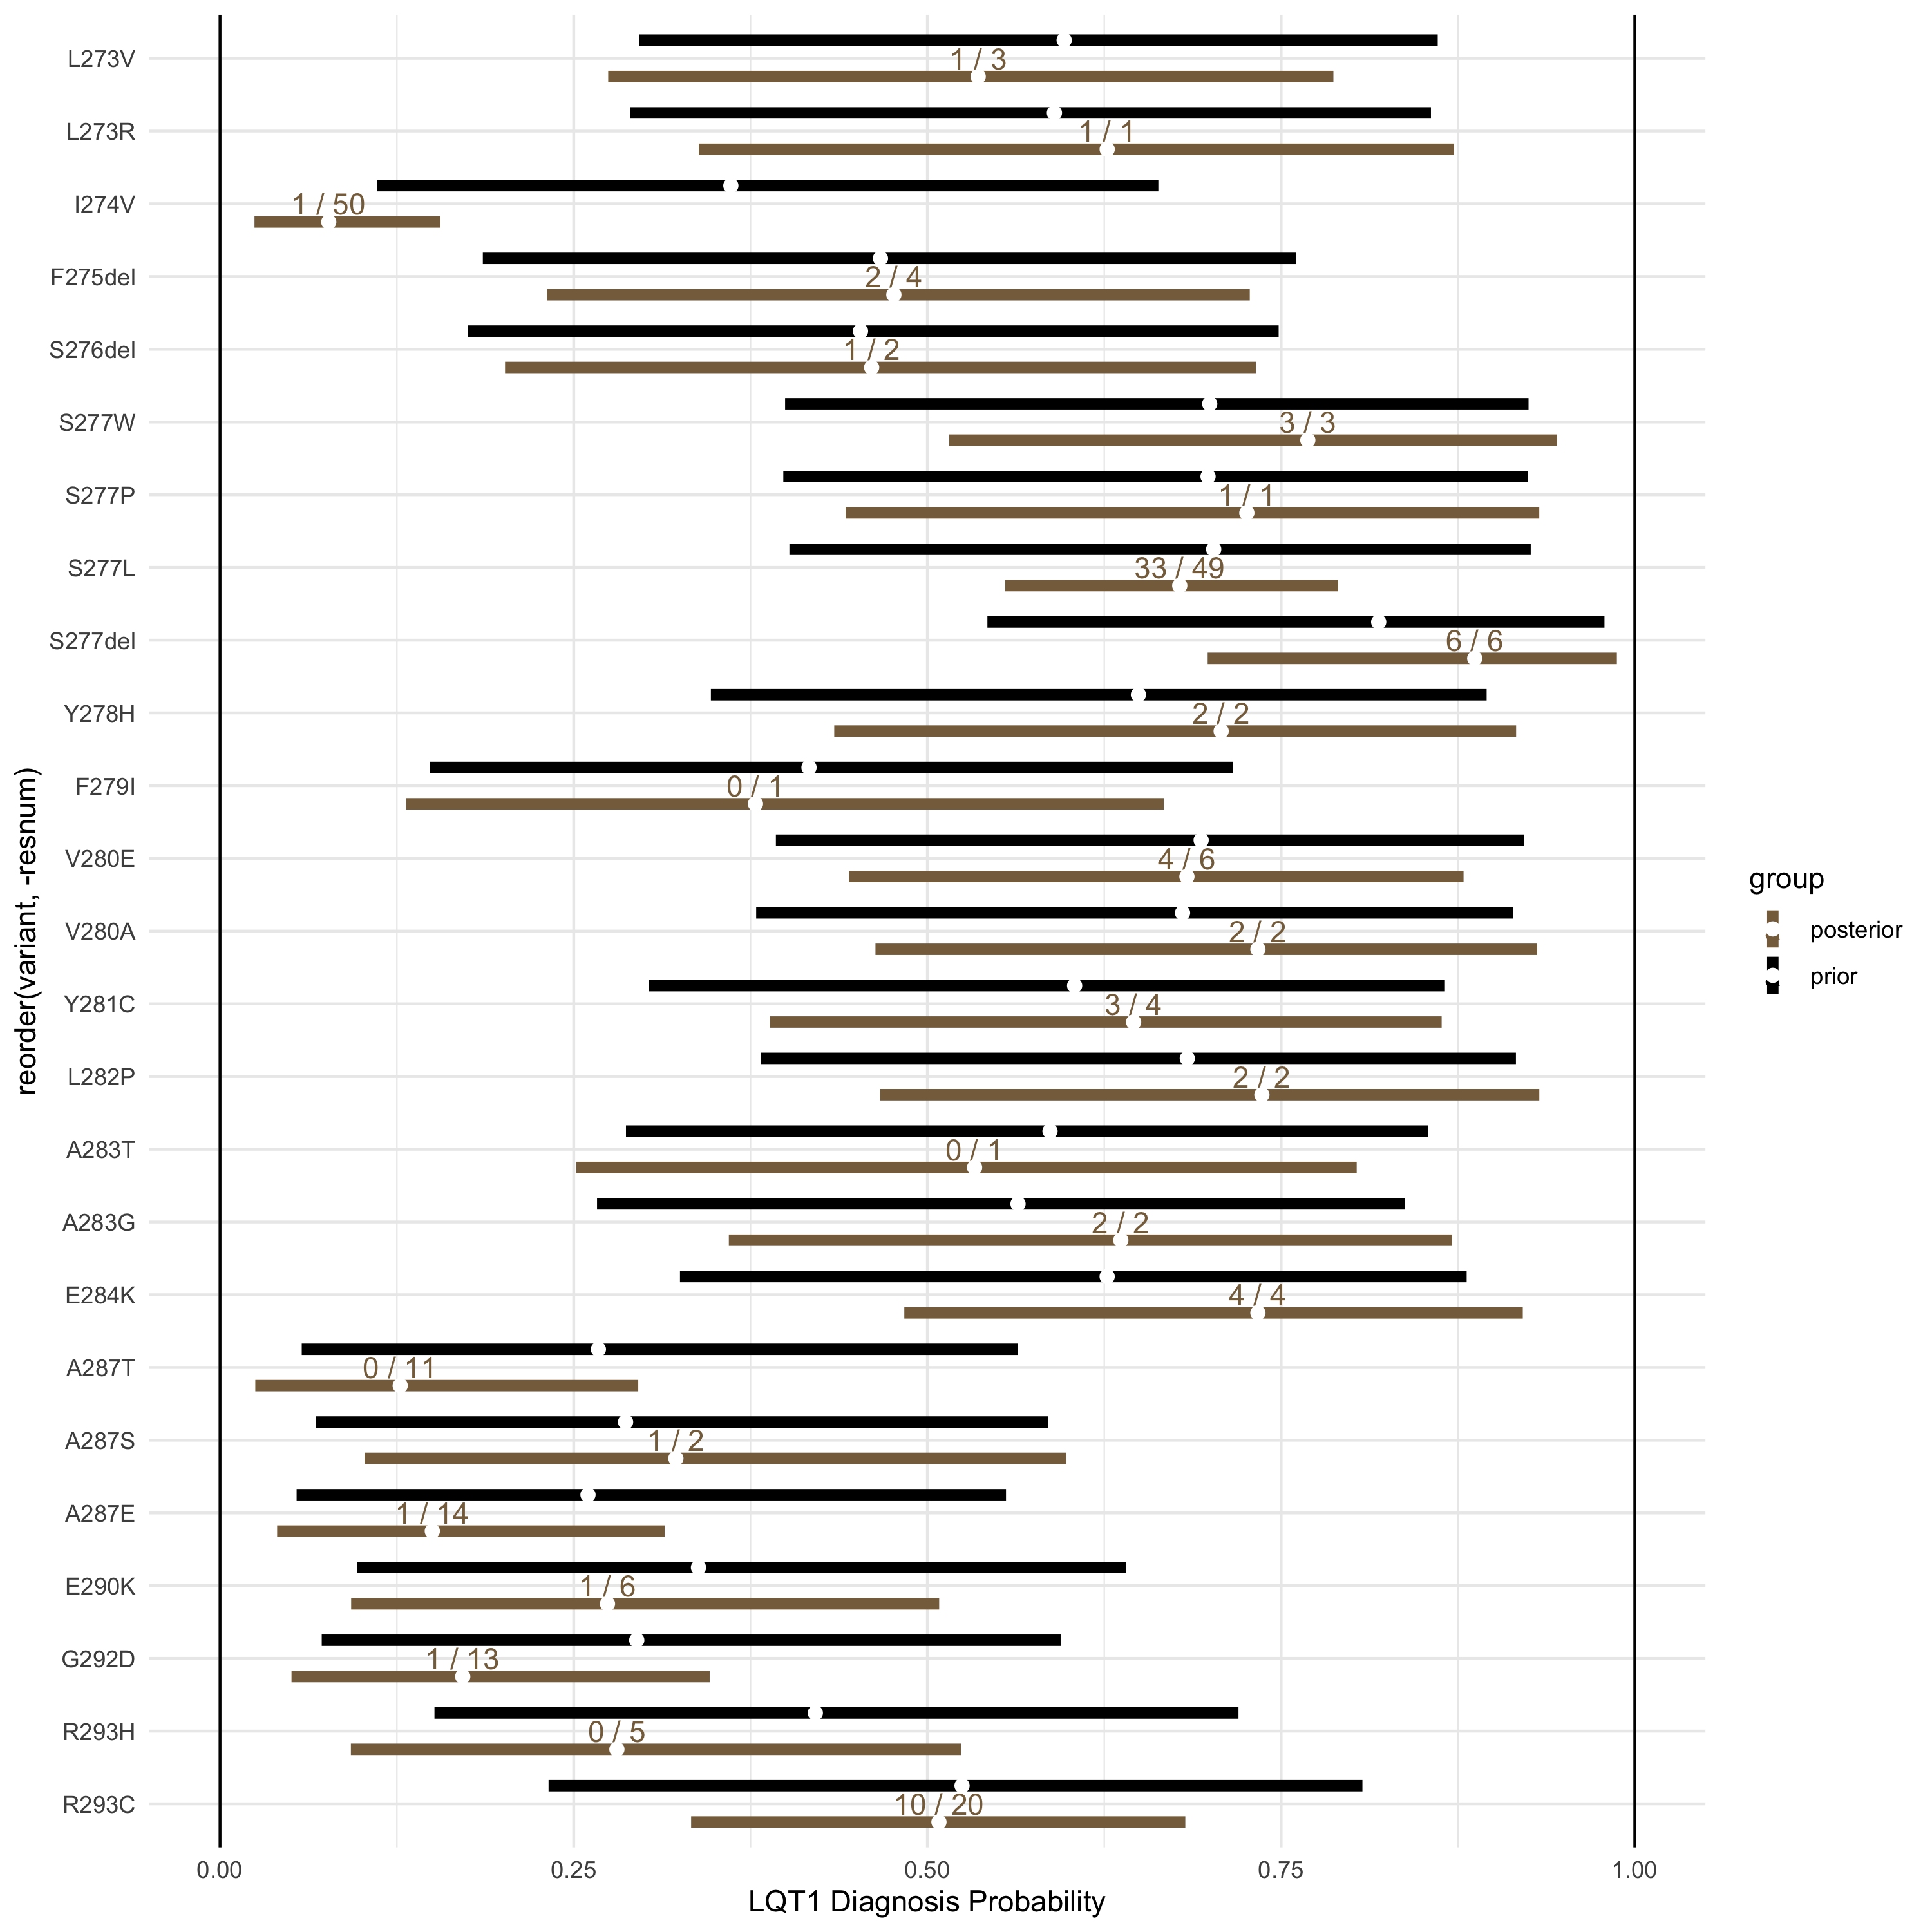 L273V
1 / 3
L273R
1 / 1
I274V
1 / 50
F275del
2 / 4
S276del
1 / 2
S277W
3 / 3
S277P
1 / 1
S277L
33 / 49
S277del
6 / 6
Y278H
2 / 2
F279I
0 / 1
V280E
4 / 6
V280A
2 / 2
Y281C
3 / 4
L282P
2 / 2
A283T
0 / 1
A283G
2 / 2
E284K
4 / 4
A287T
0 / 11
A287S
1 / 2
A287E
1 / 14
E290K
1 / 6
G292D
1 / 13
R293H
0 / 5
R293C
10 / 20
0.00 0.25 0.50 0.75 1.00
LQT1 Diagnosis Probability
reorder(variant, -resnum)
group
posterior
prior